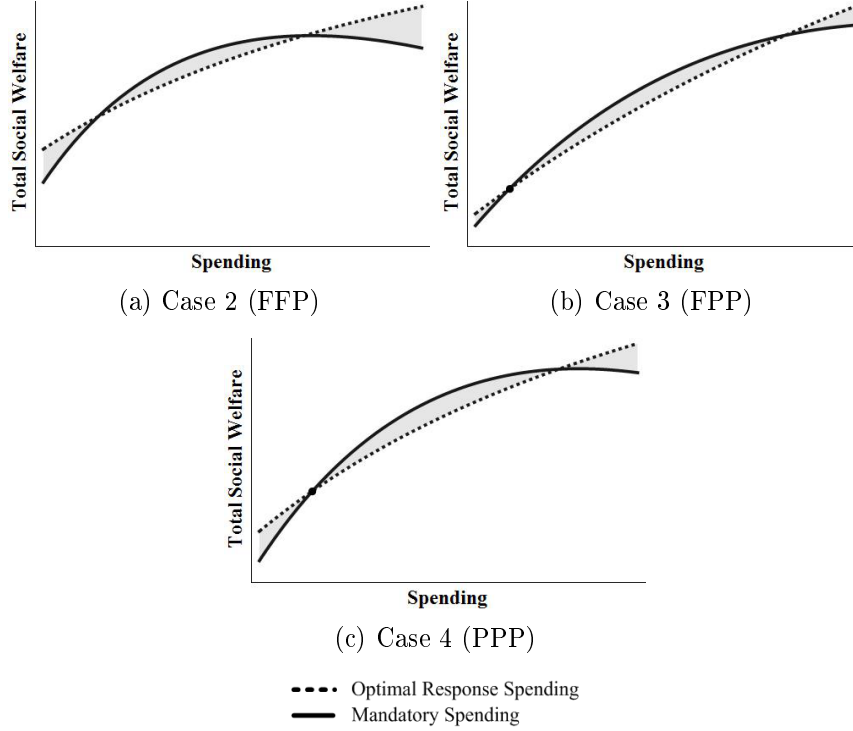 Total Social Welfare
Spending
(a) Case 2 (FFP)
Total Social Welfare
Spending
(b) Case 3 (FPP)
Total Social Welfare
Spending
(c) Case 4 (PPP)
Optimal Response Spending
Mandatory Spending